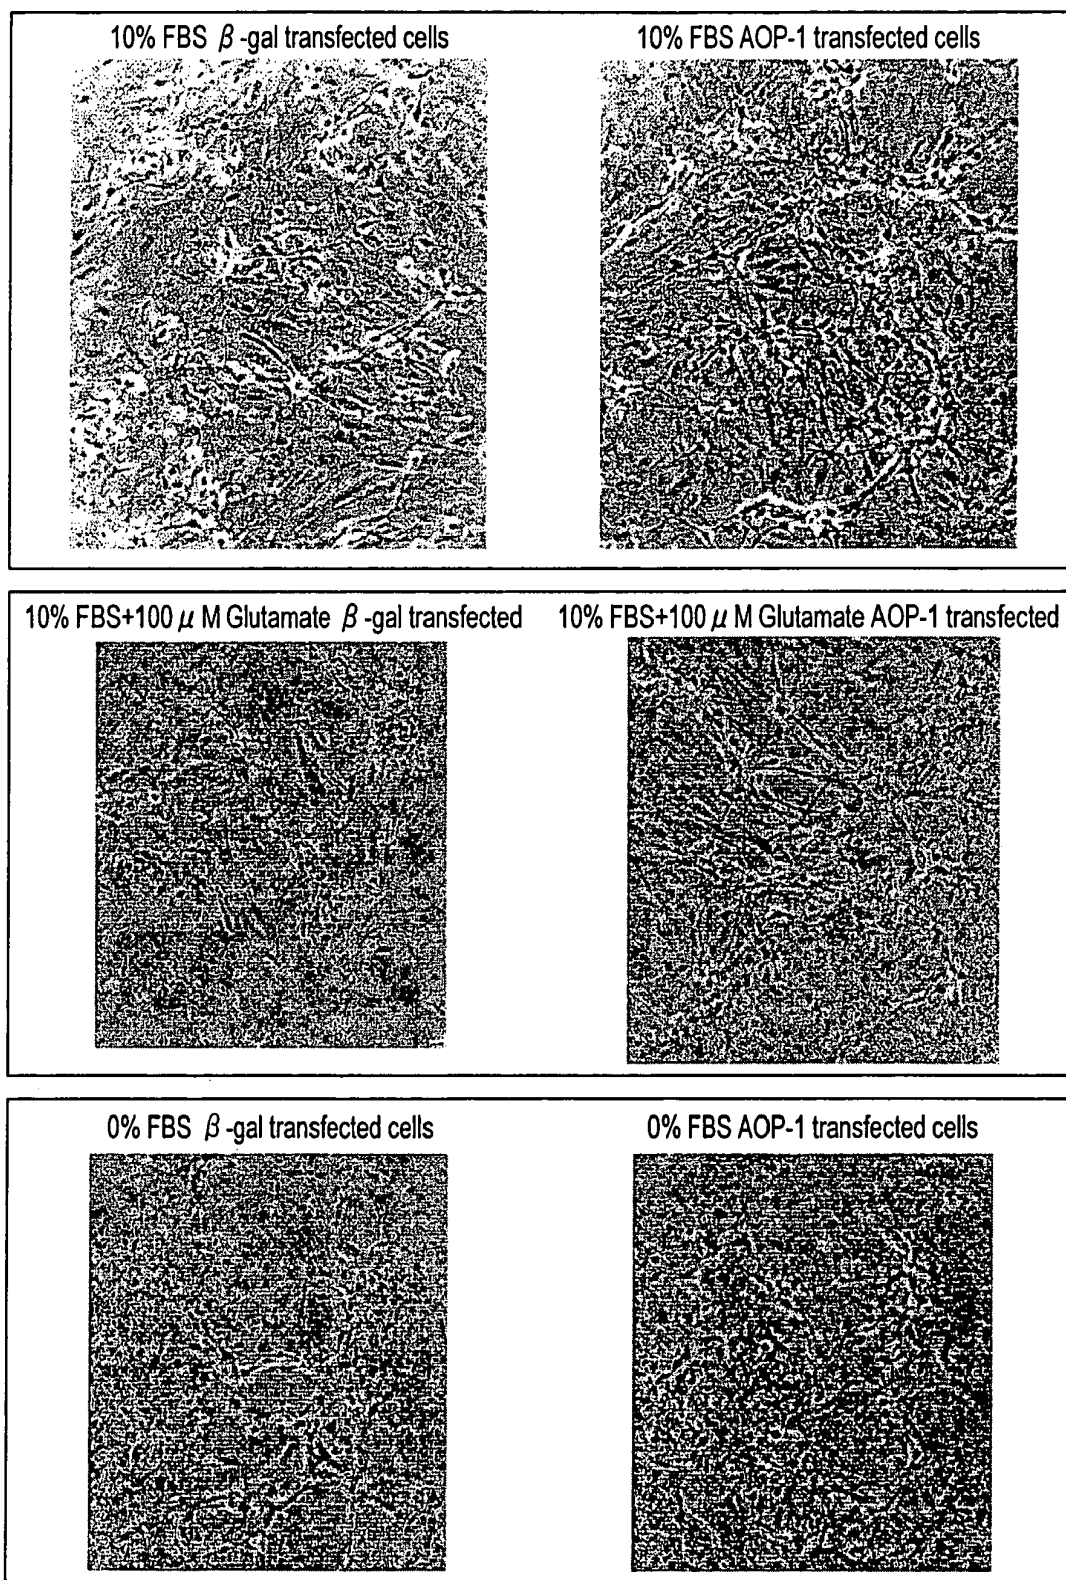 10% FBS β-gal transfected cells
10% FBS AOP-1 transfected cells
10% FBS+100 μ M Glutamate β-gal transfected
10% FBS+100 μ M Glutamate AOP-1 transfected
0% FBS β-gal transfected cells
0% FBS AOP-1 transfected cells